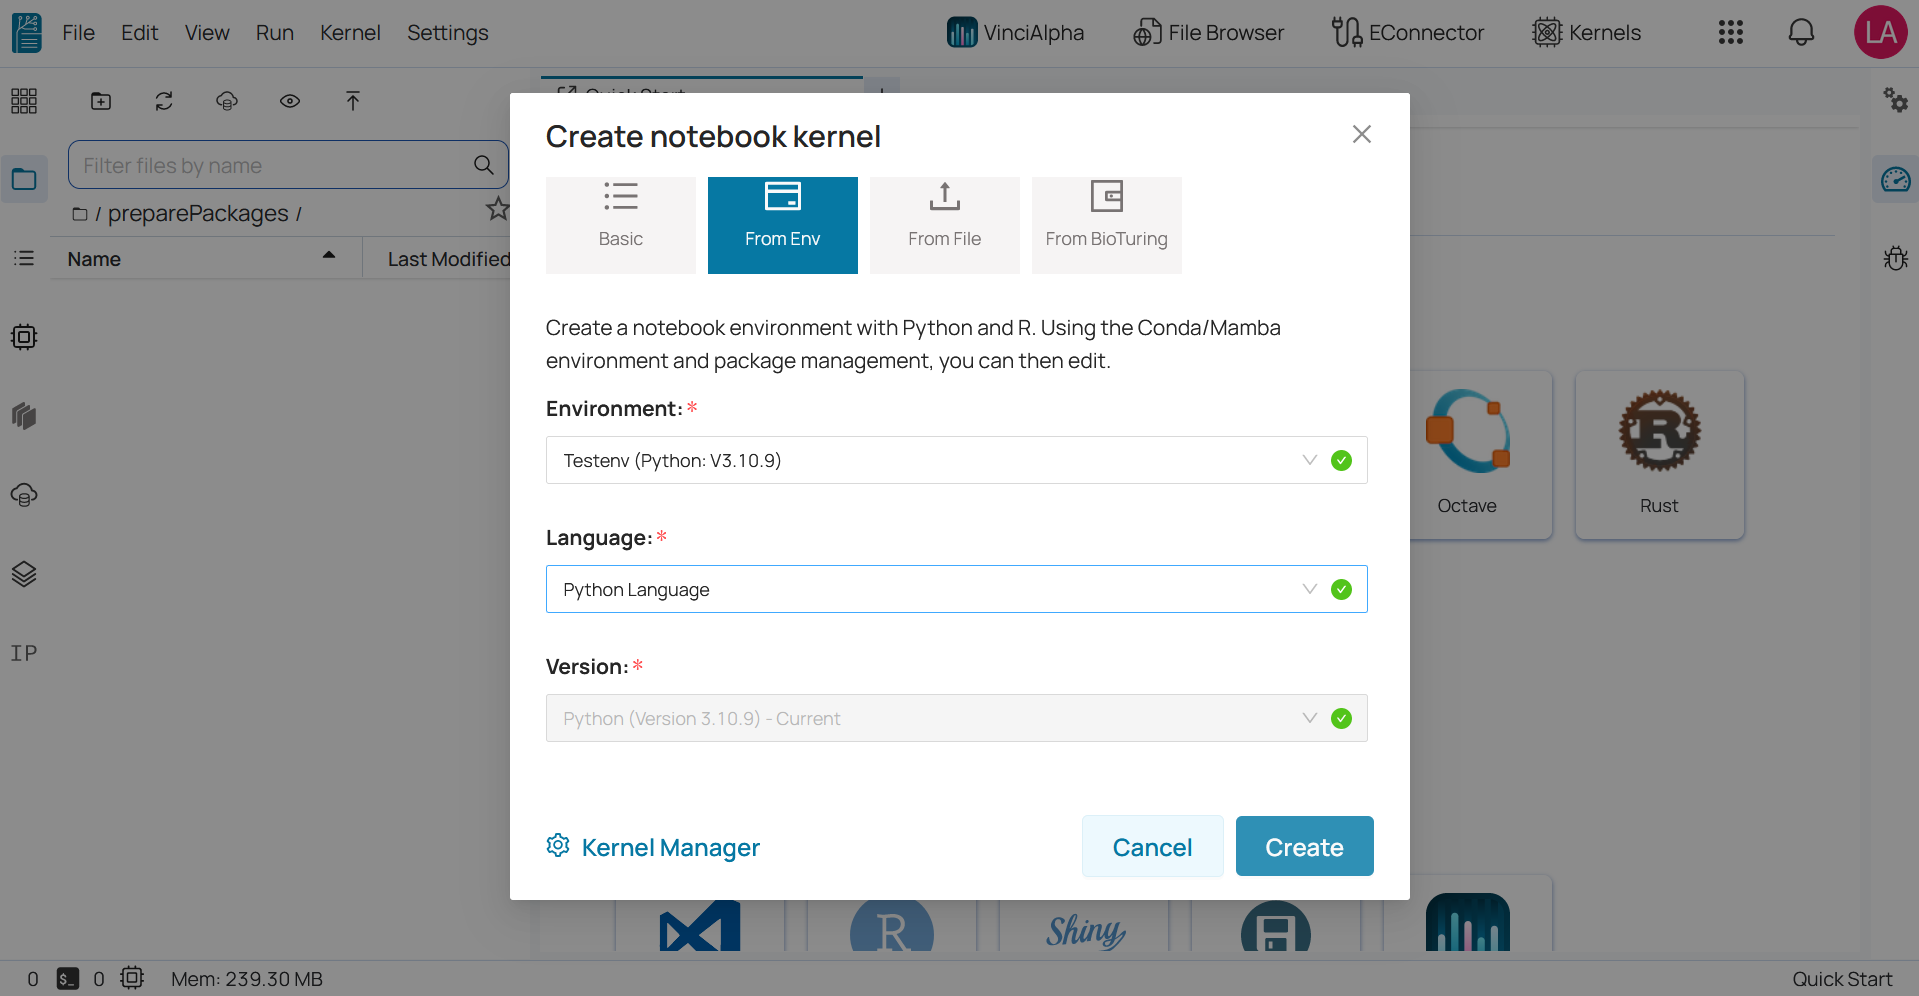 File Edit View Run Kernel Settings
VinciAlpha File Browser EConnector Kernels LA
Quick Start
Filter files by name
/ preparePackages /
Name Last Modified
Create notebook kernel
Basic From Env From File From BioTuring
Create a notebook environment with Python and R. Using the Conda/Mamba
environment and package management, you can then edit.
Environment: *
Testenv (Python: V3.10.9)
Language: *
Python Language
Version: *
Python (Version 3.10.9) - Current
Kernel Manager Cancel Create
Octave Rust
R
R
Shiny
IP
0 $_ 0 Mem: 239.30 MB Quick Start